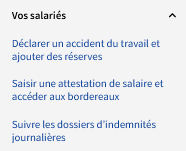 Vos salariés
Déclarer un accident du travail et
ajouter des réserves
Saisir une attestation de salaire et
accéder aux bordereaux
Suivre les dossiers d'indemnités
journalières